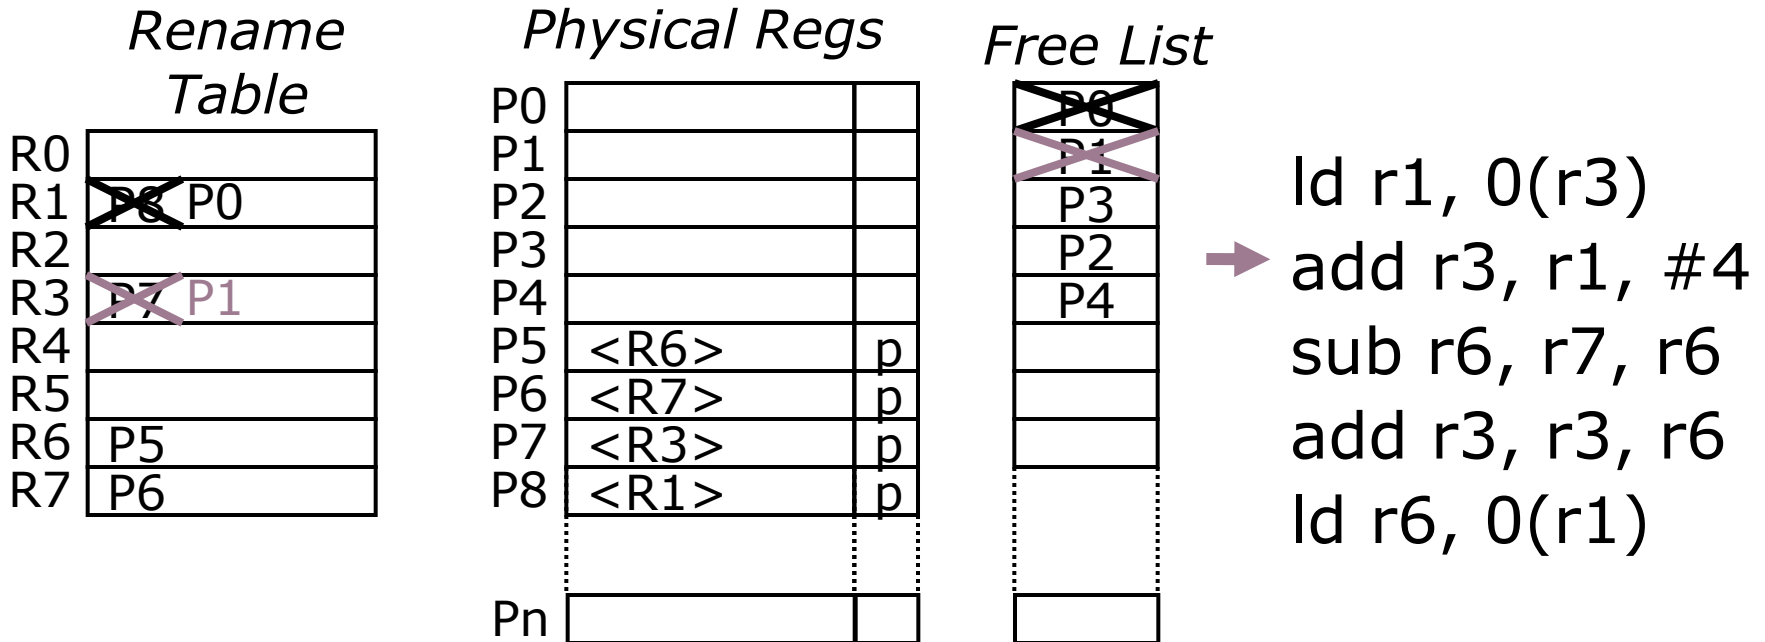 Rename
Table
R0
R1 P8 P0
R2
R3 P7 P1
R4
R5
R6 P5
R7 P6
Physical Regs
P0
P1
P2
P3
P4
P5 <R6> p
P6 <R7> p
P7 <R3> p
P8 <R1> p
Pn
Free List
P0
P1
P3
P2
P4
ld r1, 0(r3)
add r3, r1, #4
sub r6, r7, r6
add r3, r3, r6
ld r6, 0(r1)